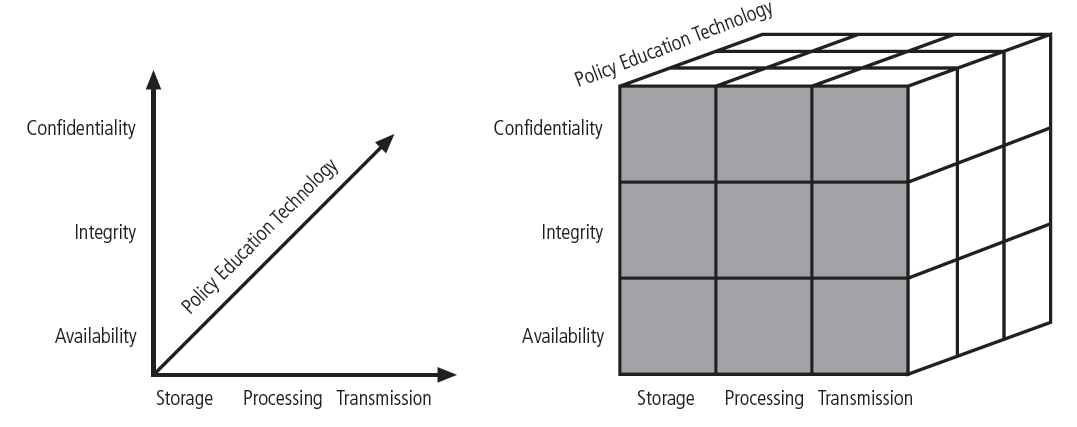 Confidentiality
Integrity
Availability
Policy Education Technology
Storage Processing Transmission
Policy Education Technology
Confidentiality
Integrity
Availability
Storage Processing Transmission